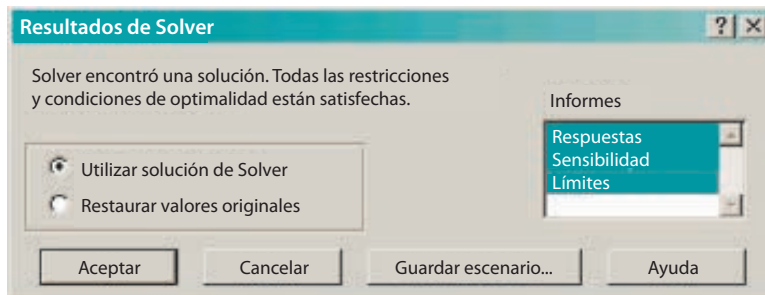 Resultados de Solver
Solver encontró una solución. Todas las restricciones
y condiciones de optimalidad están satisfechas.
Informes
Respuestas
Sensibilidad
Límites
Utilizar solución de Solver
Restaurar valores originales
Aceptar
Cancelar
Guardar escenario...
Ayuda